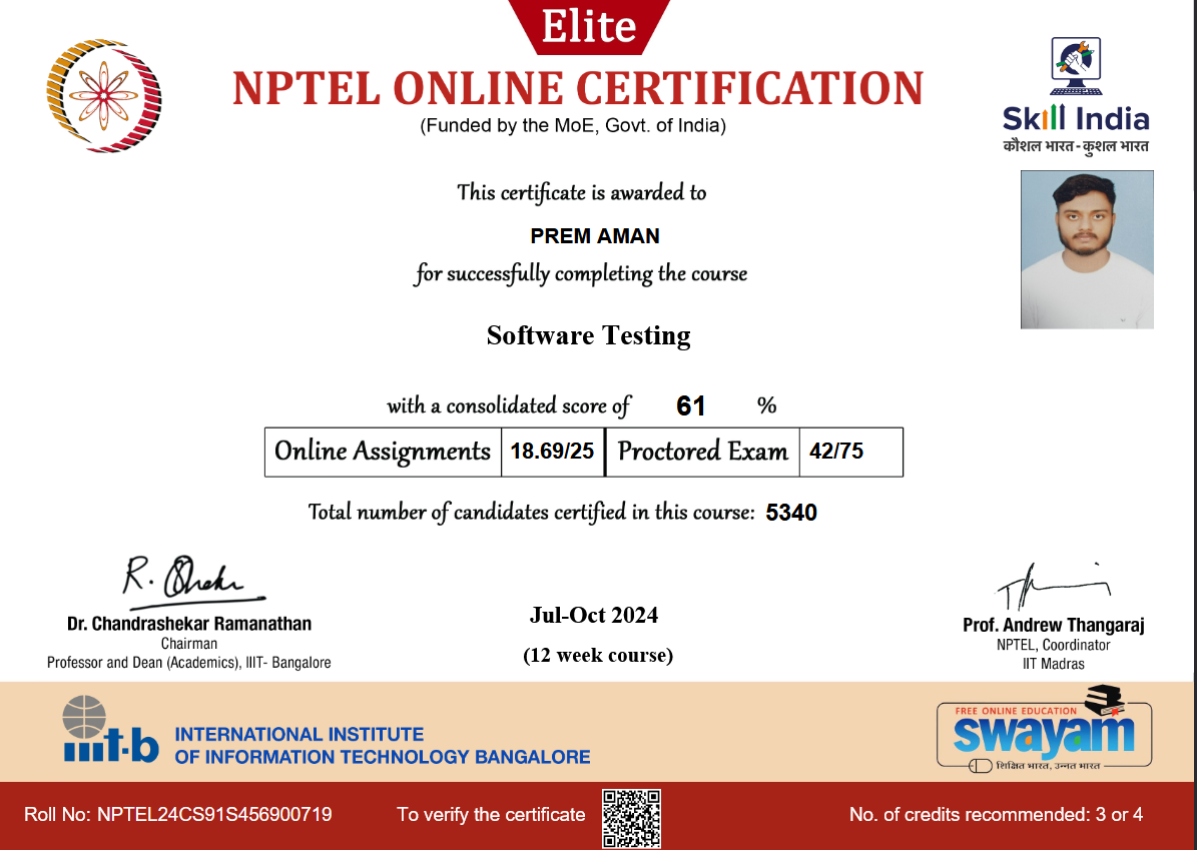 Elite
NPTEL ONLINE CERTIFICATION
(Funded by the MoE, Govt. of India)
Skill India
कौशल भारत - कुशल भारत
This certificate is awarded to
PREM AMAN
for successfully completing the course
Software Testing
with a consolidated score of 61 %
Online Assignments 18.69/25 Proctored Exam 42/75
Total number of candidates certified in this course: 5340
Dr. Chandrashekar Ramanathan
Chairman
Professor and Dean (Academics), IIIT- Bangalore
Jul-Oct 2024
(12 week course)
Prof. Andrew Thangaraj
NPTEL, Coordinator
IIT Madras
iiit-b
INTERNATIONAL INSTITUTE
OF INFORMATION TECHNOLOGY BANGALORE
FREE ONLINE EDUCATION
swayam
शिक्षित भारत, उन्नत भारत
Roll No: NPTEL24CS91S456900719
To verify the certificate
No. of credits recommended: 3 or 4